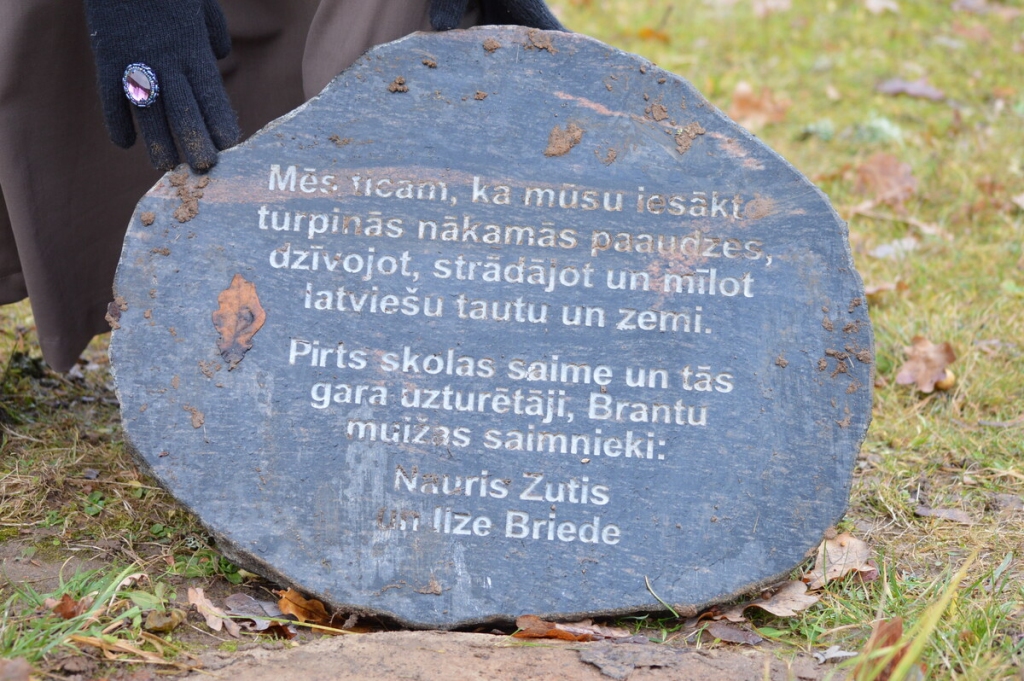 Mēs ticam, ka mūsu iesākto
turpinās nākamās paaudzes,
dzīvojot, strādājot un mīlot
latviešu tautu un zemi.
Pirts skolas saime un tās
gara uzturētāji, Brantu
muižas saimnieki:
Nauris Zutis
un Ilze Briede